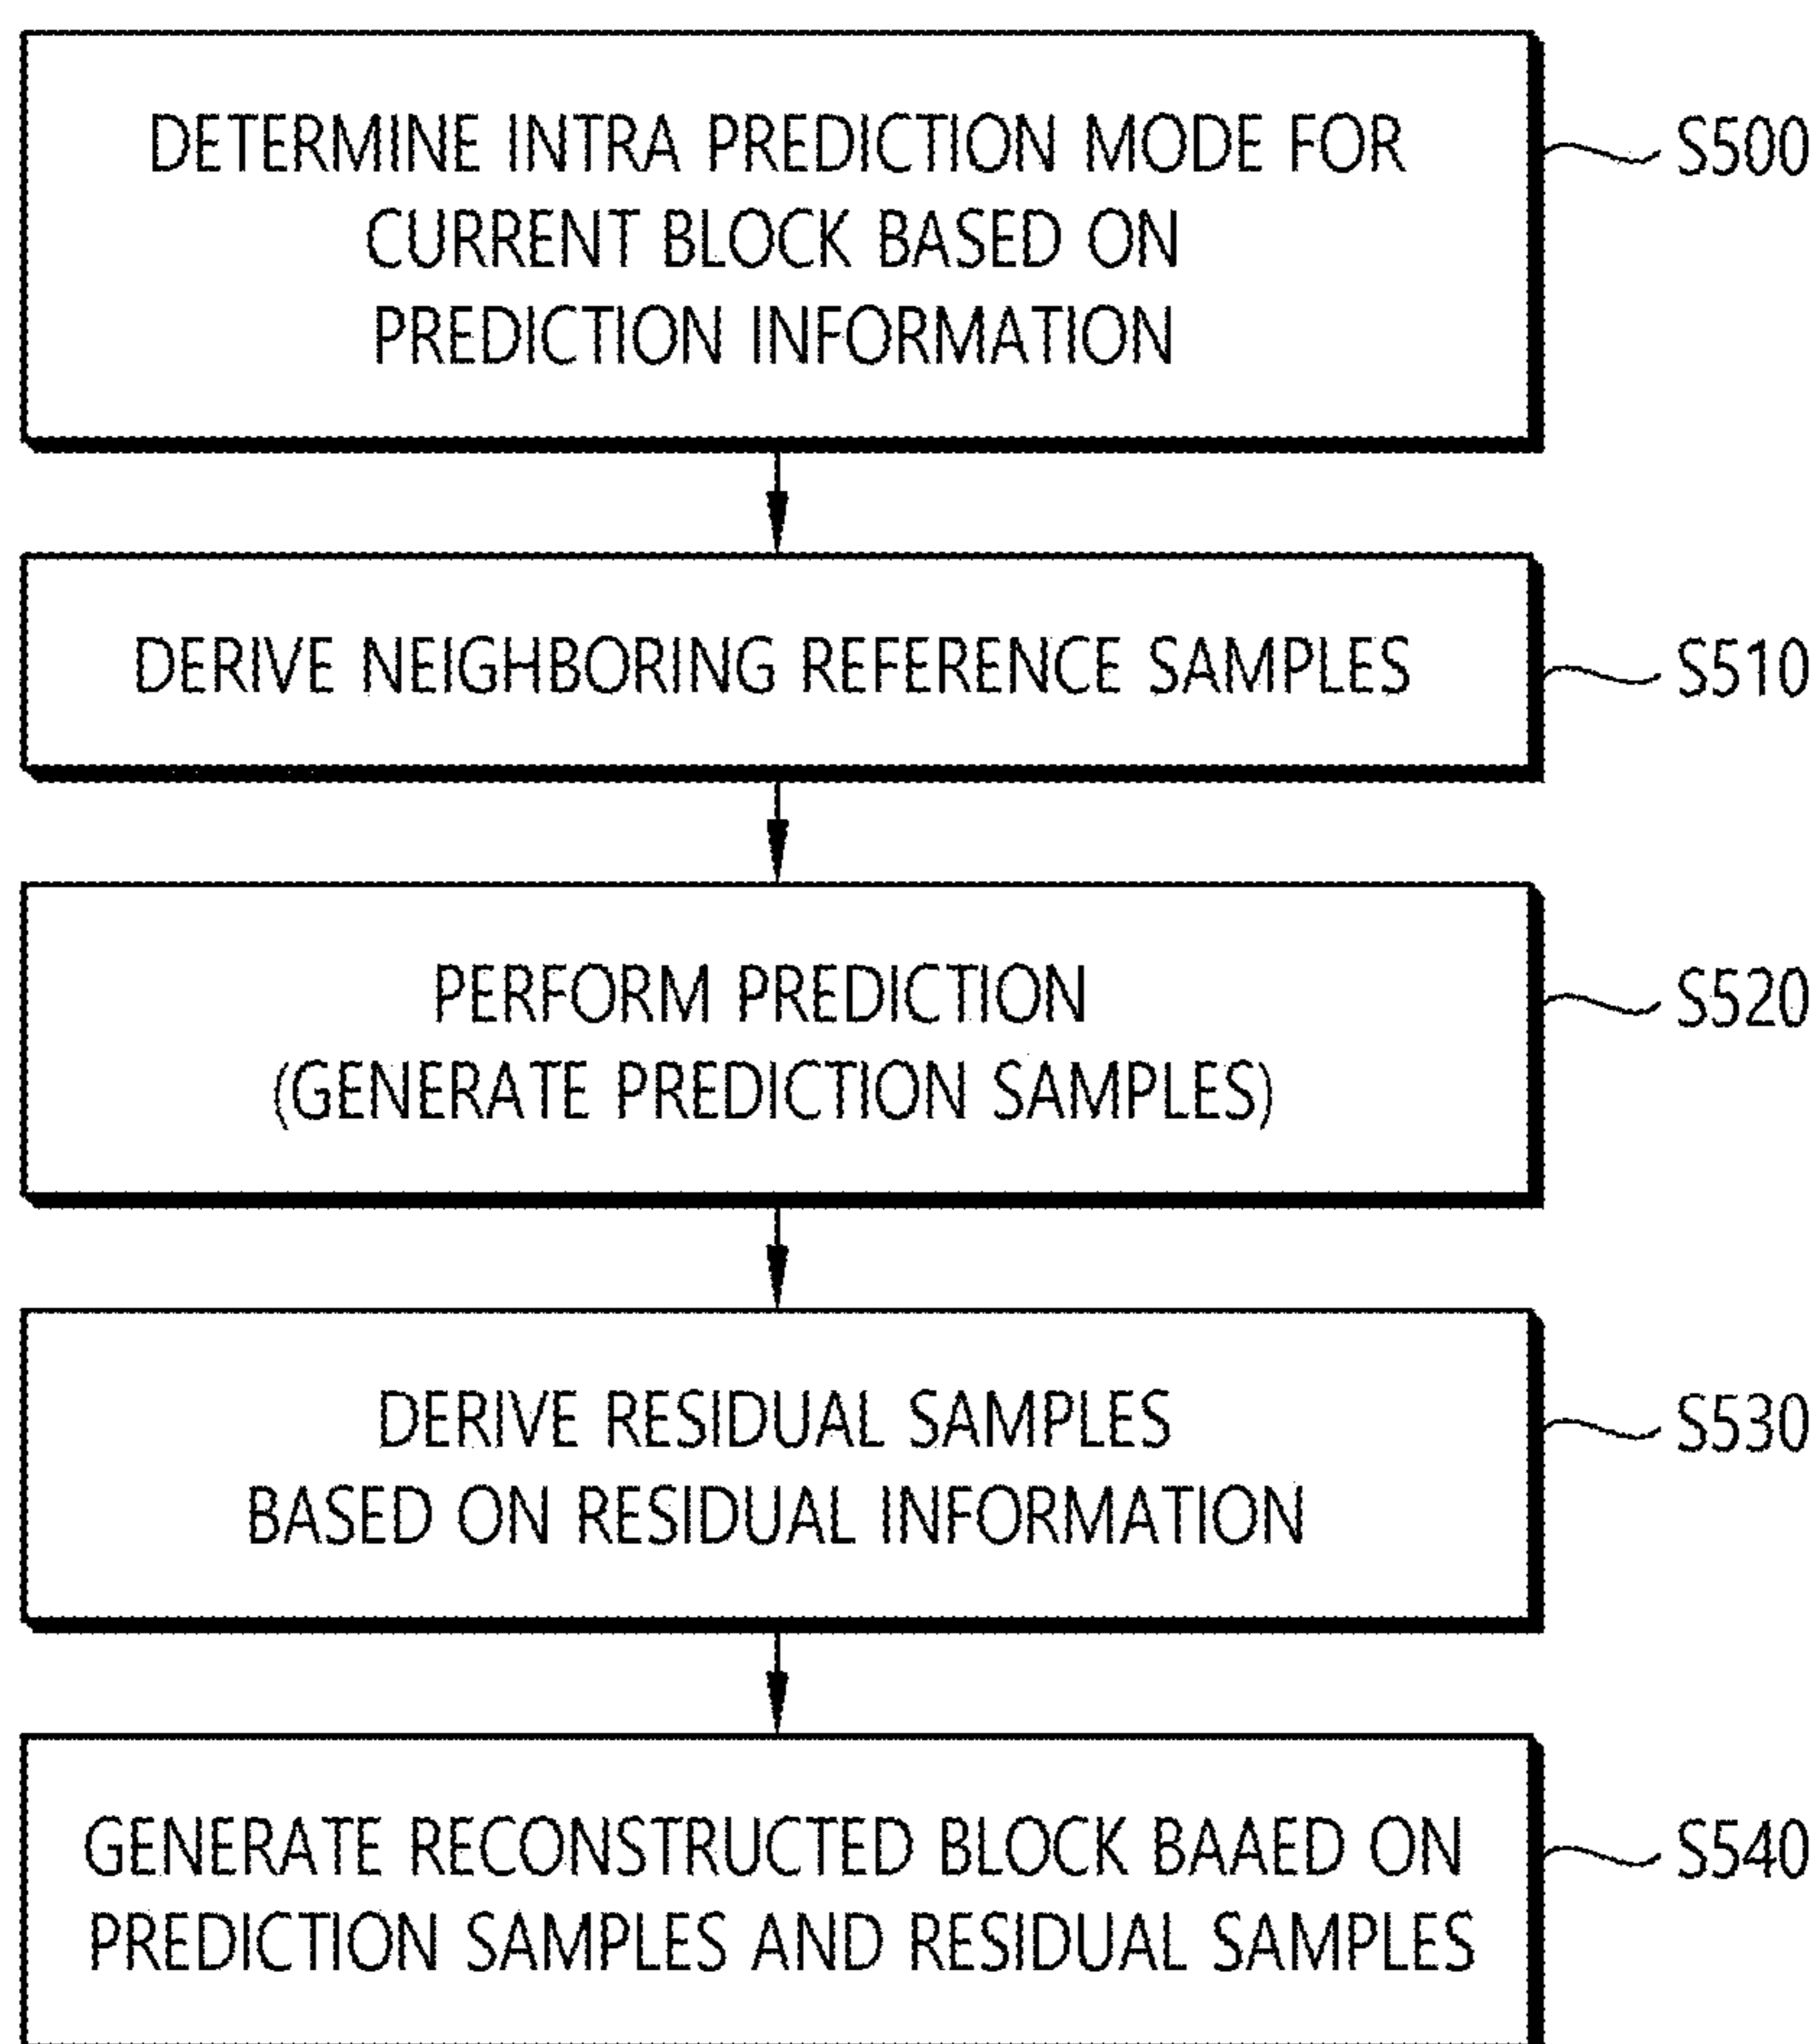 DETERMINE INTRA PREDICTION MODE FOR
CURRENT BLOCK BASED ON
PREDICTION INFORMATION
S500
DERIVE NEIGHBORING REFERENCE SAMPLES
S510
PERFORM PREDICTION
(GENERATE PREDICTION SAMPLES)
S520
DERIVE RESIDUAL SAMPLES
BASED ON RESIDUAL INFORMATION
S530
GENERATE RECONSTRUCTED BLOCK BAAED ON
PREDICTION SAMPLES AND RESIDUAL SAMPLES
S540